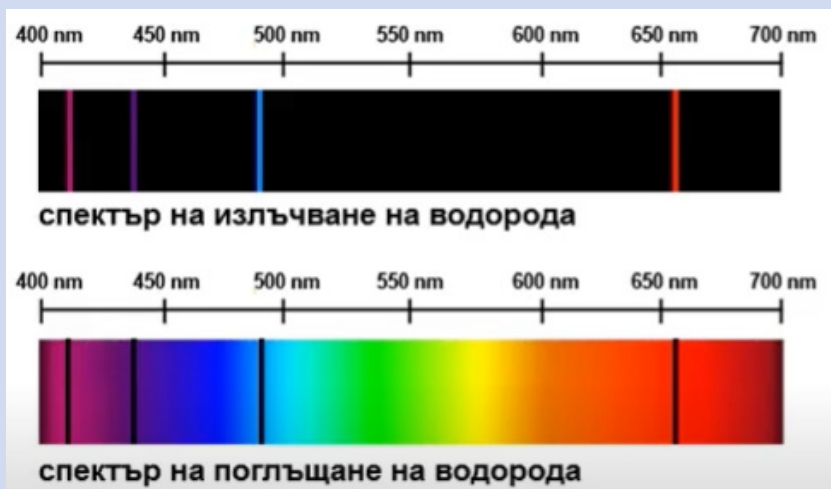 400 nm 450 nm 500 nm 550 nm 600 nm 650 nm 700 nm
спектър на излъчване на водорода
400 nm 450 nm 500 nm 550 nm 600 nm 650 nm 700 nm
спектър на поглъщане на водорода